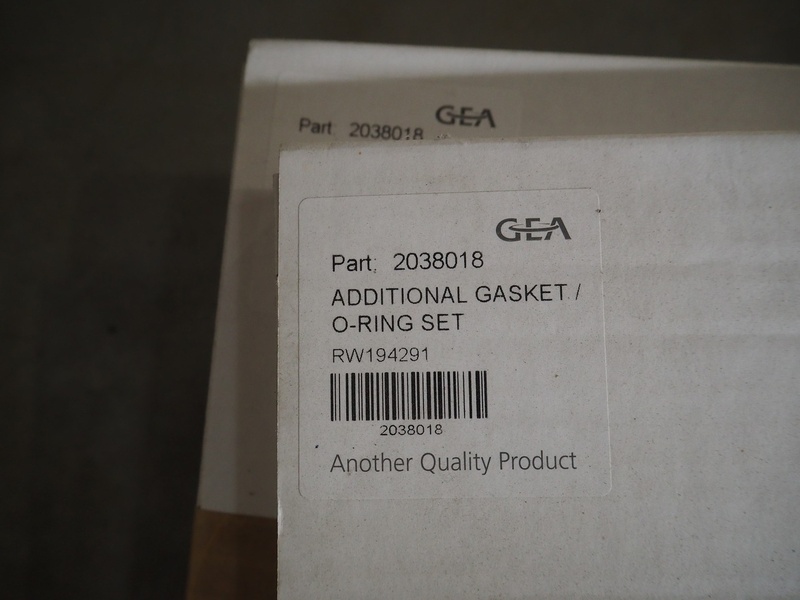 GEA
Part: 2038018
GEA
Part: 2038018
ADDITIONAL GASKET /
O-RING SET
RW194291
2038018
Another Quality Product